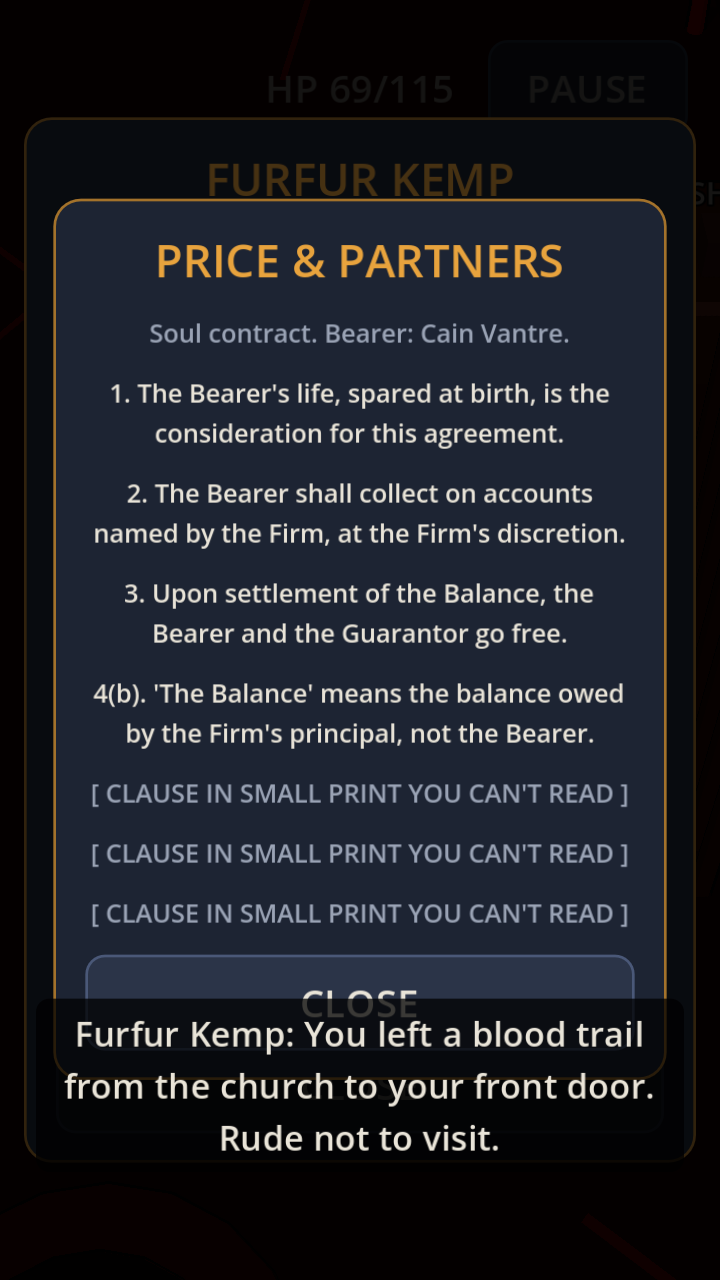 HP 69/115
PAUSE
FURFUR KEMP
SH
PRICE & PARTNERS
Soul contract. Bearer: Cain Vantre.
1. The Bearer's life, spared at birth, is the
consideration for this agreement.
2. The Bearer shall collect on accounts
named by the Firm, at the Firm's discretion.
3. Upon settlement of the Balance, the
Bearer and the Guarantor go free.
4(b). 'The Balance' means the balance owed
by the Firm's principal, not the Bearer.
[ CLAUSE IN SMALL PRINT YOU CAN'T READ ]
[ CLAUSE IN SMALL PRINT YOU CAN'T READ ]
[ CLAUSE IN SMALL PRINT YOU CAN'T READ ]
CLOSE
Furfur Kemp: You left a blood trail
from the church to your front door.
Rude not to visit.